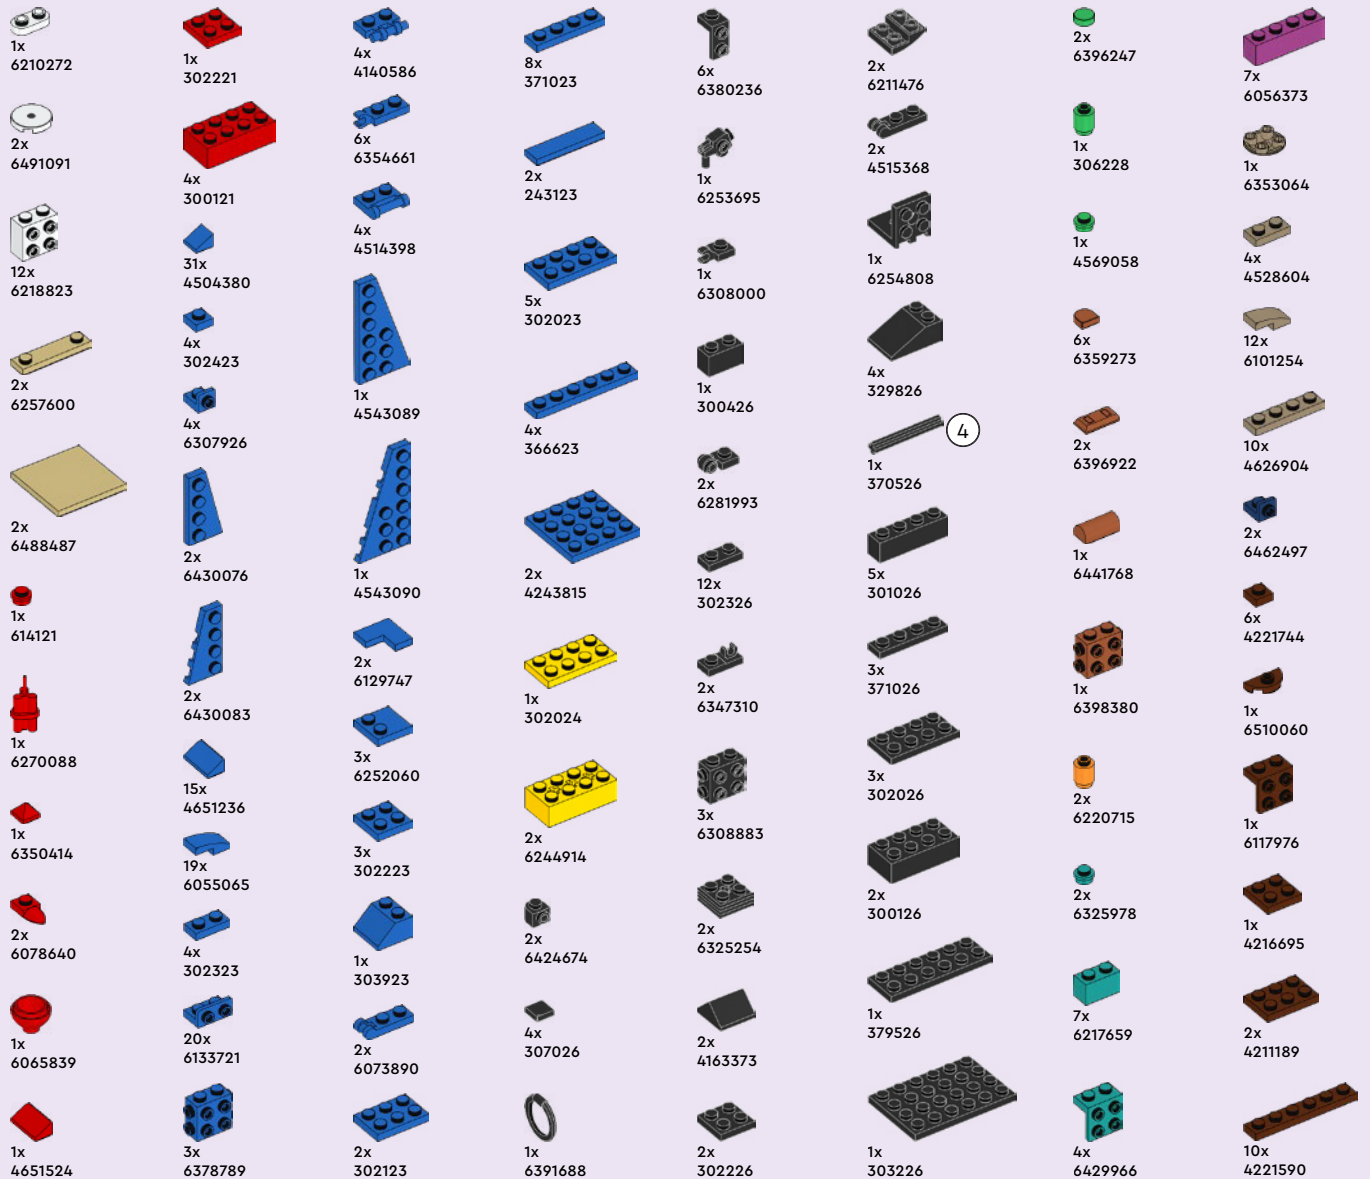 1x
6210272
2x
6491091
12x
6218823
2x
6257600
2x
6488487
1x
614121
1x
6270088
1x
6350414
2x
6078640
1x
6065839
1x
4651524
1x
302221
4x
300121
31x
4504380
4x
302423
4x
6307926
2x
6430076
2x
6430083
15x
4651236
19x
6055065
4x
302323
20x
6133721
3x
6378789
4x
4140586
6x
6354661
4x
4514398
1x
4543089
1x
4543090
2x
6129747
3x
6252060
3x
302223
1x
303923
2x
6073890
2x
302123
8x
371023
2x
243123
5x
302023
4x
366623
2x
4243815
1x
302024
2x
6244914
2x
6424674
4x
307026
1x
6391688
6x
6380236
1x
6253695
1x
6308000
1x
300426
2x
6281993
12x
302326
2x
6347310
3x
6308883
2x
6325254
2x
4163373
2x
302226
2x
6211476
2x
4515368
1x
6254808
4x
329826
4
1x
370526
5x
301026
3x
371026
3x
302026
2x
300126
1x
379526
1x
303226
2x
6396247
1x
306228
1x
4569058
6x
6359273
2x
6396922
1x
6441768
1x
6398380
2x
6220715
2x
6325978
7x
6217659
4x
6429966
7x
6056373
1x
6353064
4x
4528604
12x
6101254
10x
4626904
2x
6462497
6x
4221744
1x
6510060
1x
6117976
1x
4216695
2x
4211189
10x
4221590